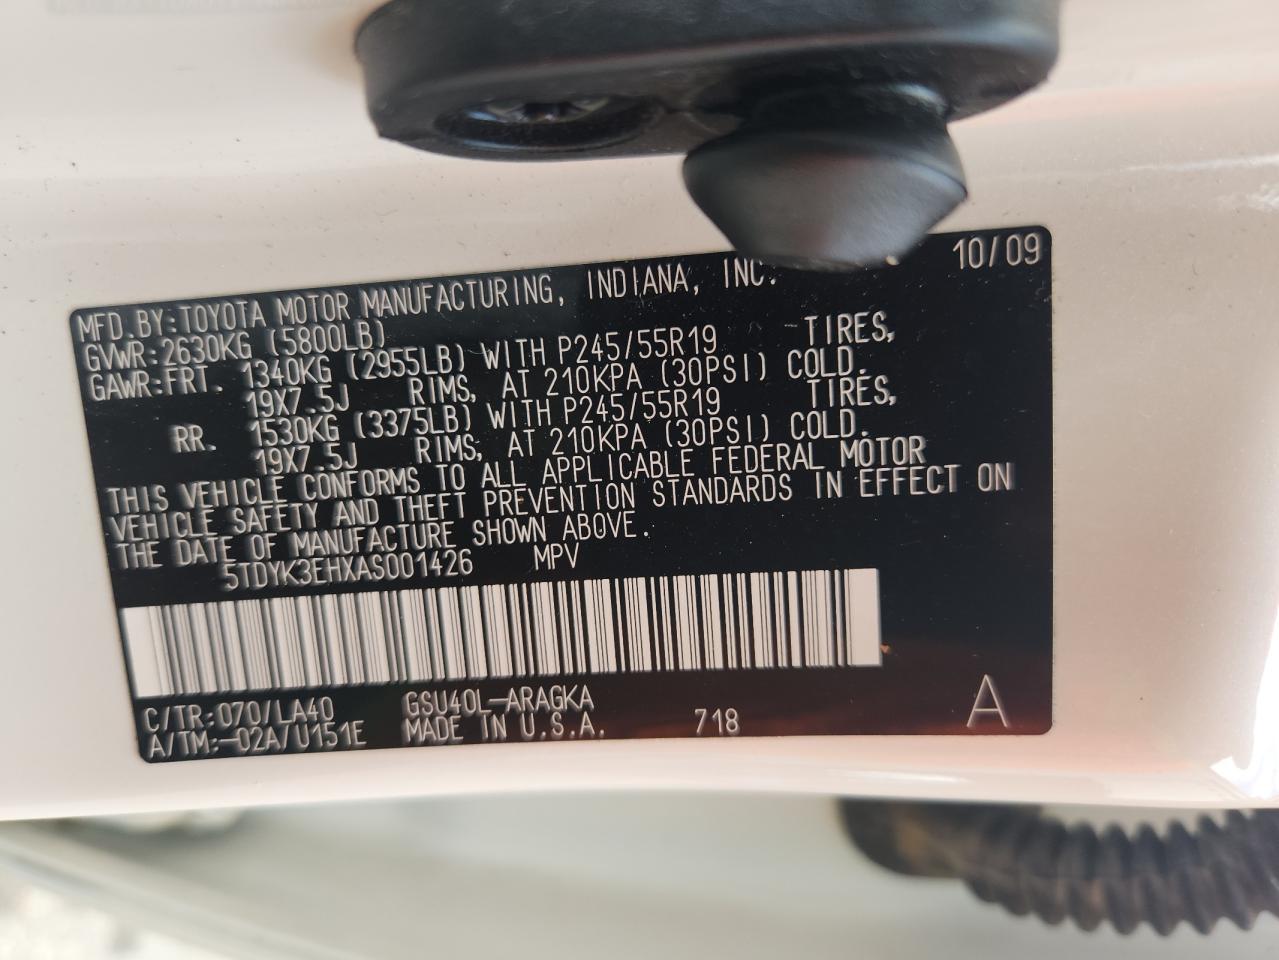 10/09
MFD.BY:TOYOTA MOTOR MANUFACTURING, INDIANA, INC.
GVWR:2630KG (5800LB)
GAWR:FRT. 1340KG (2955LB) WITH P245/55R19 TIRES,
19X7.5J RIMS, AT 210KPA (30PSI) COLD.
RR. 1530KG (3375LB) WITH P245/55R19 TIRES,
19X7.5J RIMS, AT 210KPA (30PSI) COLD.
THIS VEHICLE CONFORMS TO ALL APPLICABLE FEDERAL MOTOR
VEHICLE SAFETY AND THEFT PREVENTION STANDARDS IN EFFECT ON
THE DATE OF MANUFACTURE SHOWN ABOVE.
5TDYK3EHXAS001426 MPV
C/TR:070/LA40 GSU40L-ARAGKA
A/TM:-02A/U151E MADE IN U.S.A. 718 A